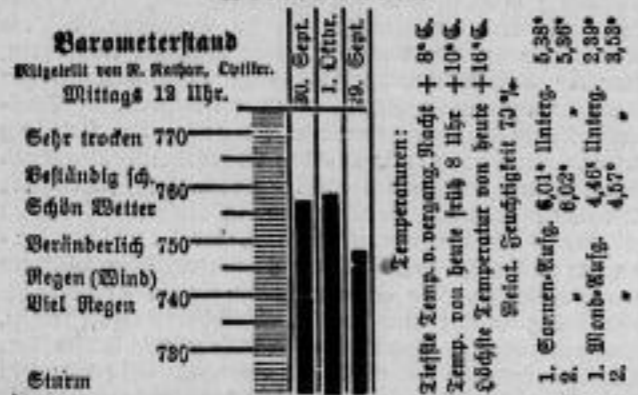 Barometerstand
Mitgeteilt von R. Nathan, Optiker.
Mittags 12 Uhr.
30. Sept.
1. Oktbr.
29. Sept.
Sehr trocken 770
Beständig sch. 760
Schön Wetter
Veränderlich 750
Regen (Wind)
Viel Regen 740
730
Sturm
Temperaturen:
Tiefste Temp. v. vergang. Nacht + 8°C.
Temp. von heute früh 8 Uhr + 10°C.
Höchste Temperatur von heute + 16°C.
Relat. Feuchtigkeit 73 %
1. Sonnen-Aufg. 6,01° Unterg. 5,38°
2. " 6,02° " 5,36°
1. Mond-Aufg. 4,46° Unterg. 2,39°
2. " 4,57° " 3,53°